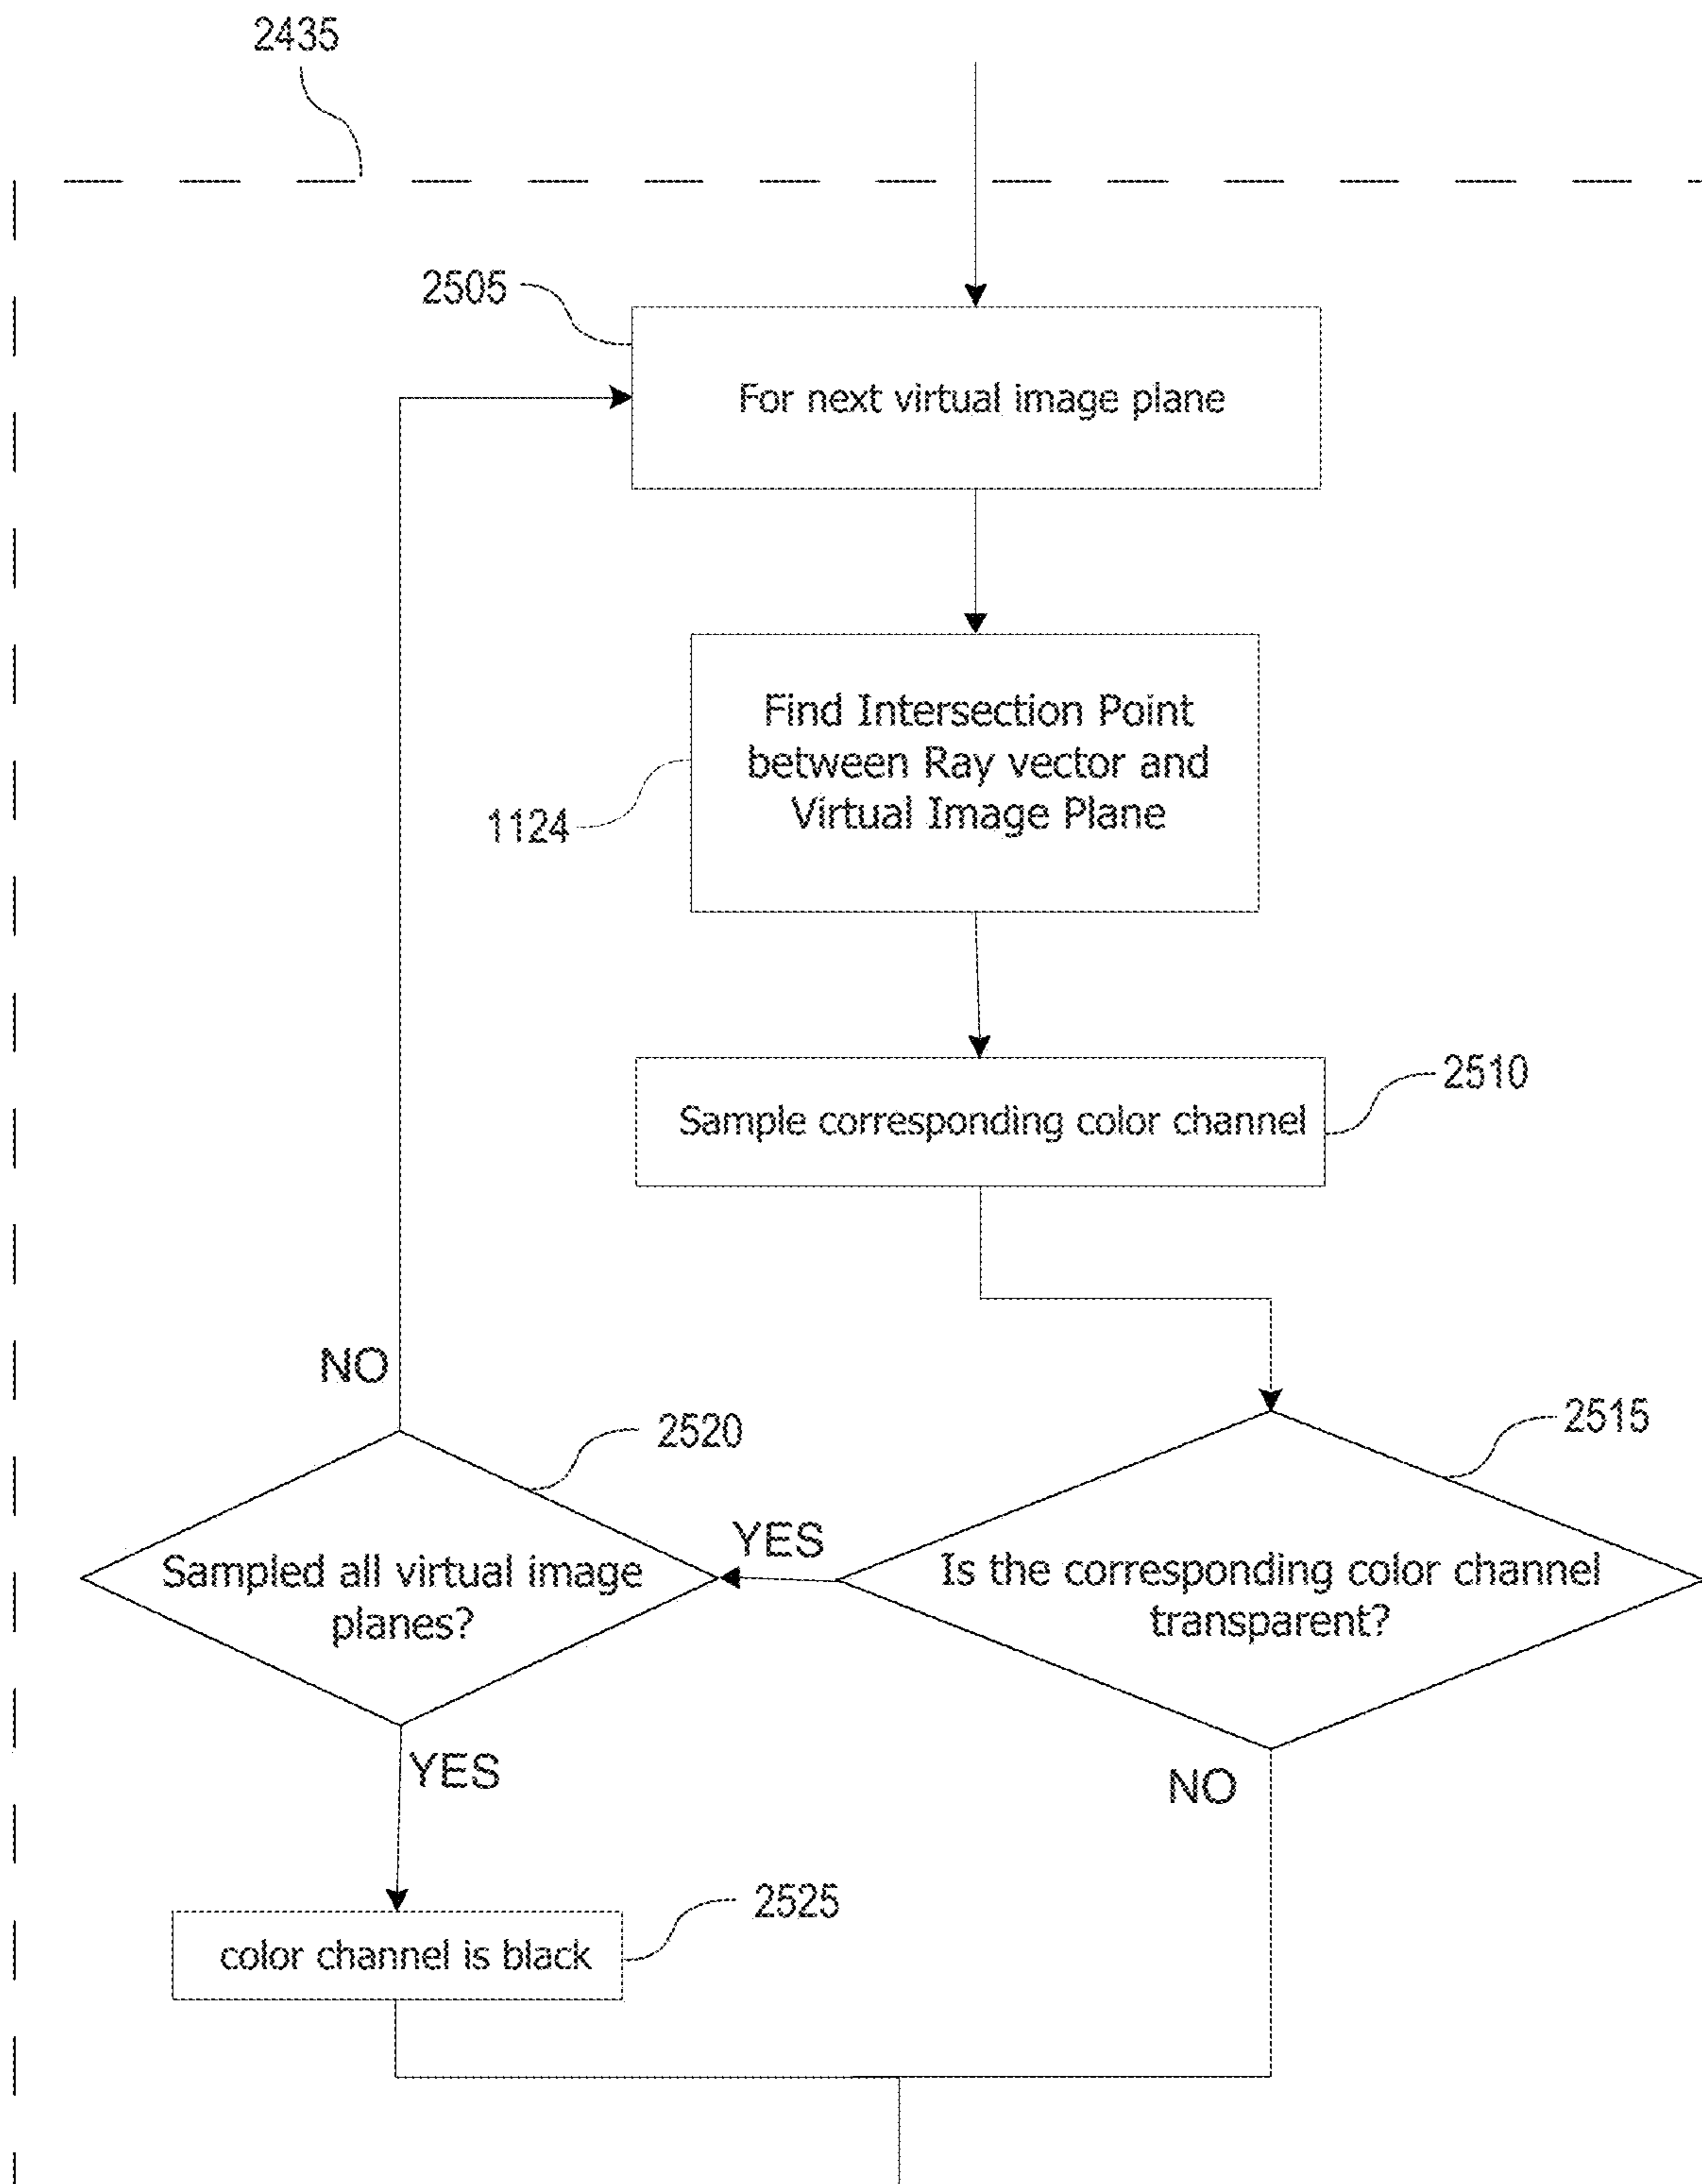 2435
2505
For next virtual image plane
Find Intersection Point
between Ray vector and
Virtual Image Plane
1124
2510
Sample corresponding color channel
NO
2520
2515
YES
Sampled all virtual image
planes?
Is the corresponding color channel
transparent?
YES
NO
2525
color channel is black